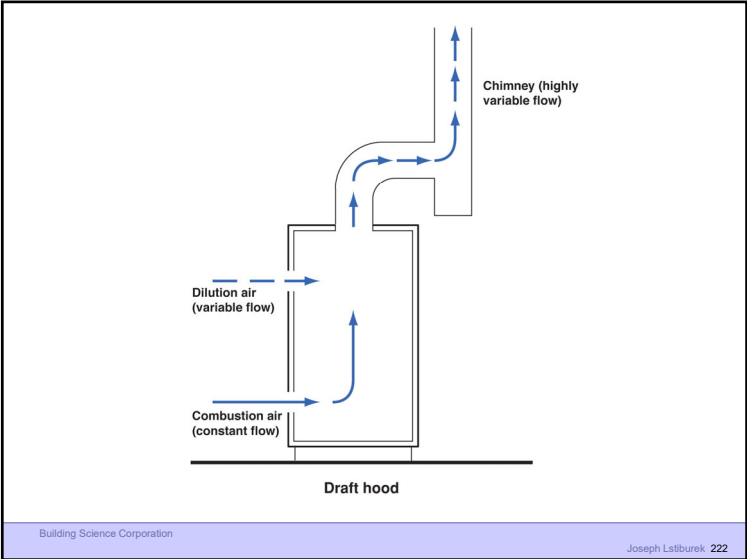 Chimney (highly
variable flow)
Dilution air
(variable flow)
Combustion air
(constant flow)
Draft hood
Building Science Corporation
Joseph Lstiburek 222